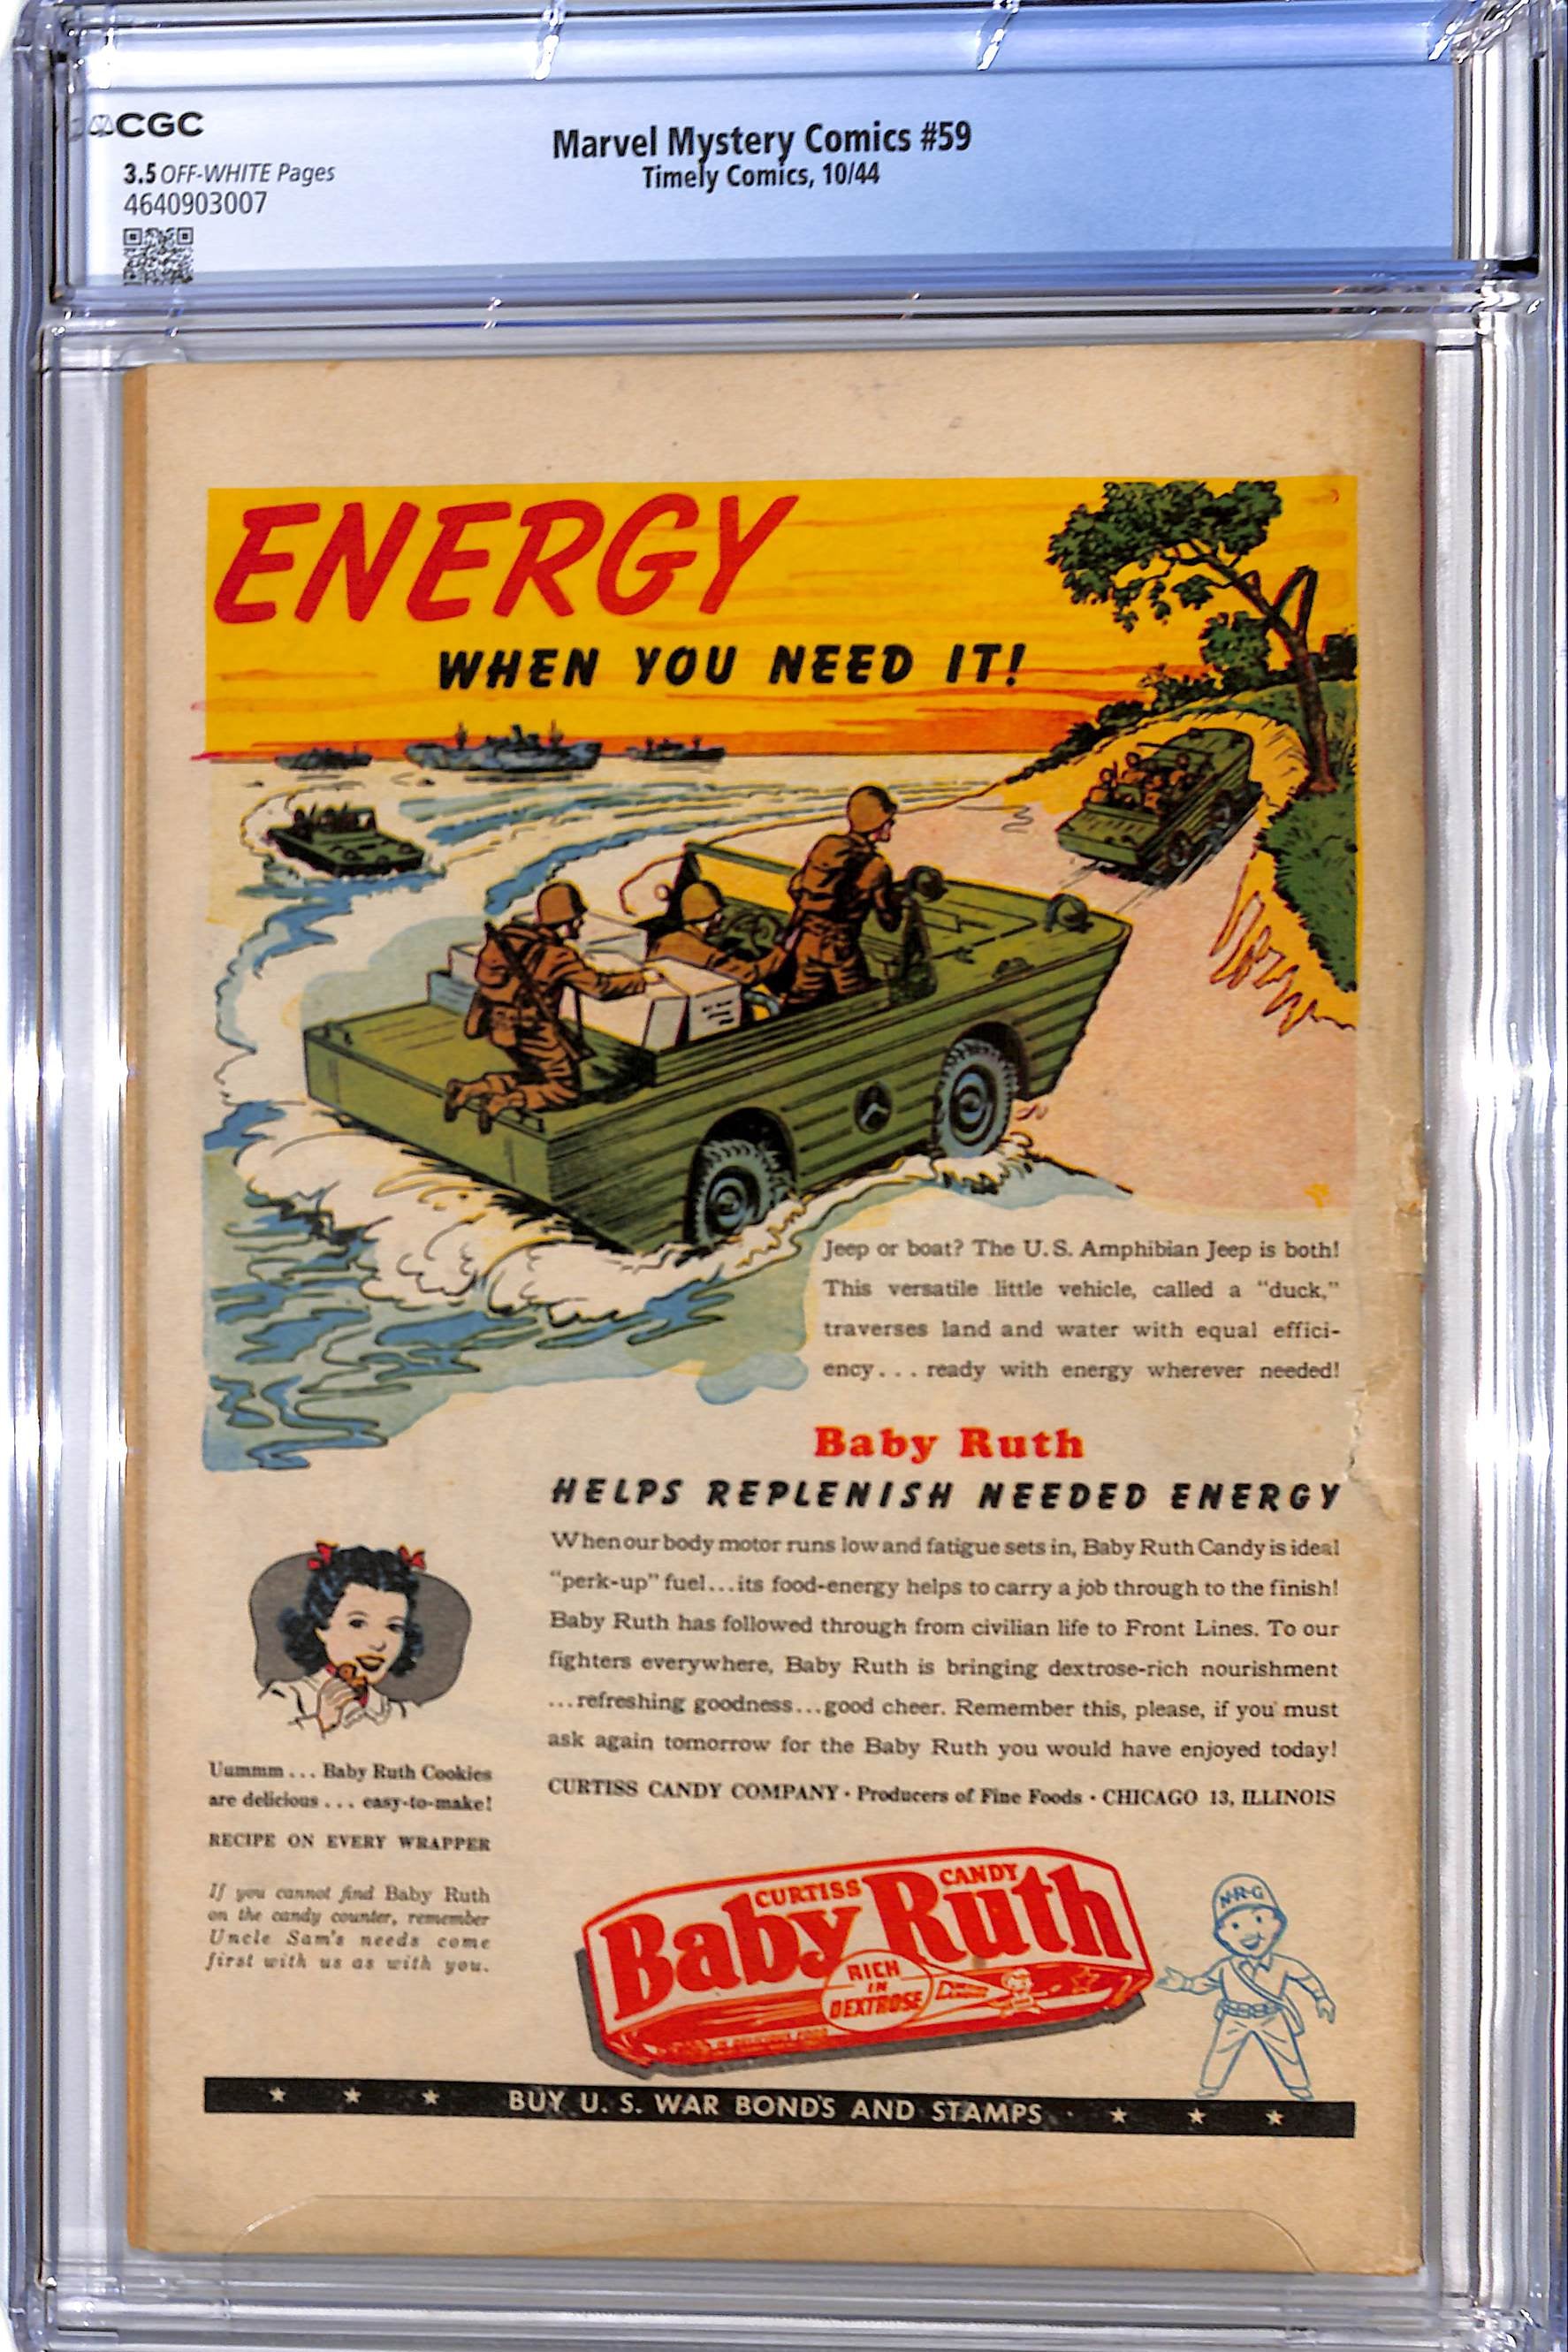 CGC
3.5 OFF-WHITE Pages
4640903007
Marvel Mystery Comics #59
Timely Comics, 10/44
ENERGY
WHEN YOU NEED IT!
Jeep or boat? The U.S. Amphibian Jeep is both!
This versatile little vehicle, called a "duck,"
traverses land and water with equal effici-
ency... ready with energy wherever needed!
Baby Ruth
HELPS REPLENISH NEEDED ENERGY
When our body motor runs low and fatigue sets in, Baby Ruth Candy is ideal
"perk-up" fuel...its food-energy helps to carry a job through to the finish!
Baby Ruth has followed through from civilian life to Front Lines. To our
fighters everywhere, Baby Ruth is bringing dextrose-rich nourishment
...refreshing goodness...good cheer. Remember this, please, if you must
ask again tomorrow for the Baby Ruth you would have enjoyed today!
CURTISS CANDY COMPANY · Producers of Fine Foods · CHICAGO 13, ILLINOIS
Uummm... Baby Ruth Cookies
are delicious... easy-to-make!
RECIPE ON EVERY WRAPPER
If you cannot find Baby Ruth
on the candy counter, remember
Uncle Sam's needs come
first with us as with you.
CURTISS CANDY
Baby Ruth
RICH
IN
DEXTROSE
N-R-G
BUY U. S. WAR BONDS AND STAMPS